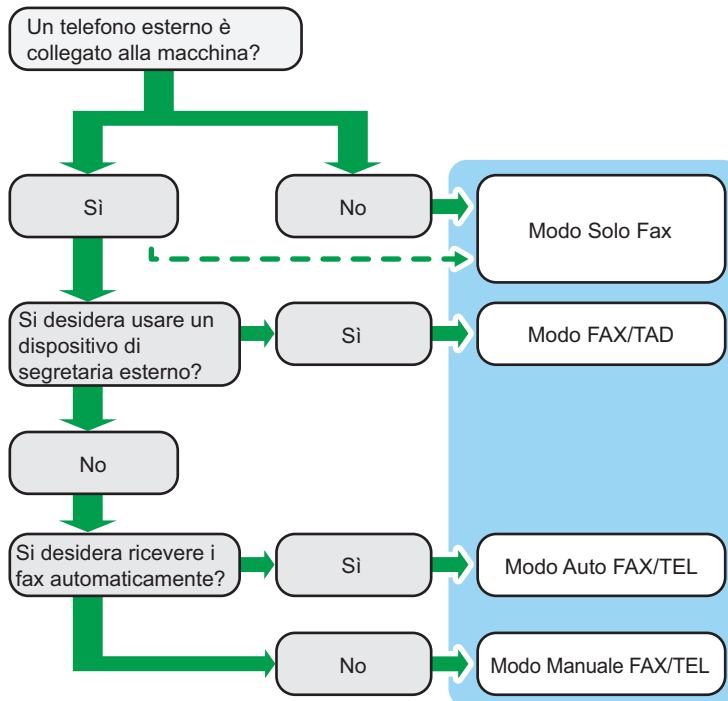 Un telefono esterno è
collegato alla macchina?
Sì
No
Modo Solo Fax
Si desidera usare un
dispositivo di
segretaria esterno?
Sì
Modo FAX/TAD
No
Si desidera ricevere i
fax automaticamente?
Sì
Modo Auto FAX/TEL
No
Modo Manuale FAX/TEL